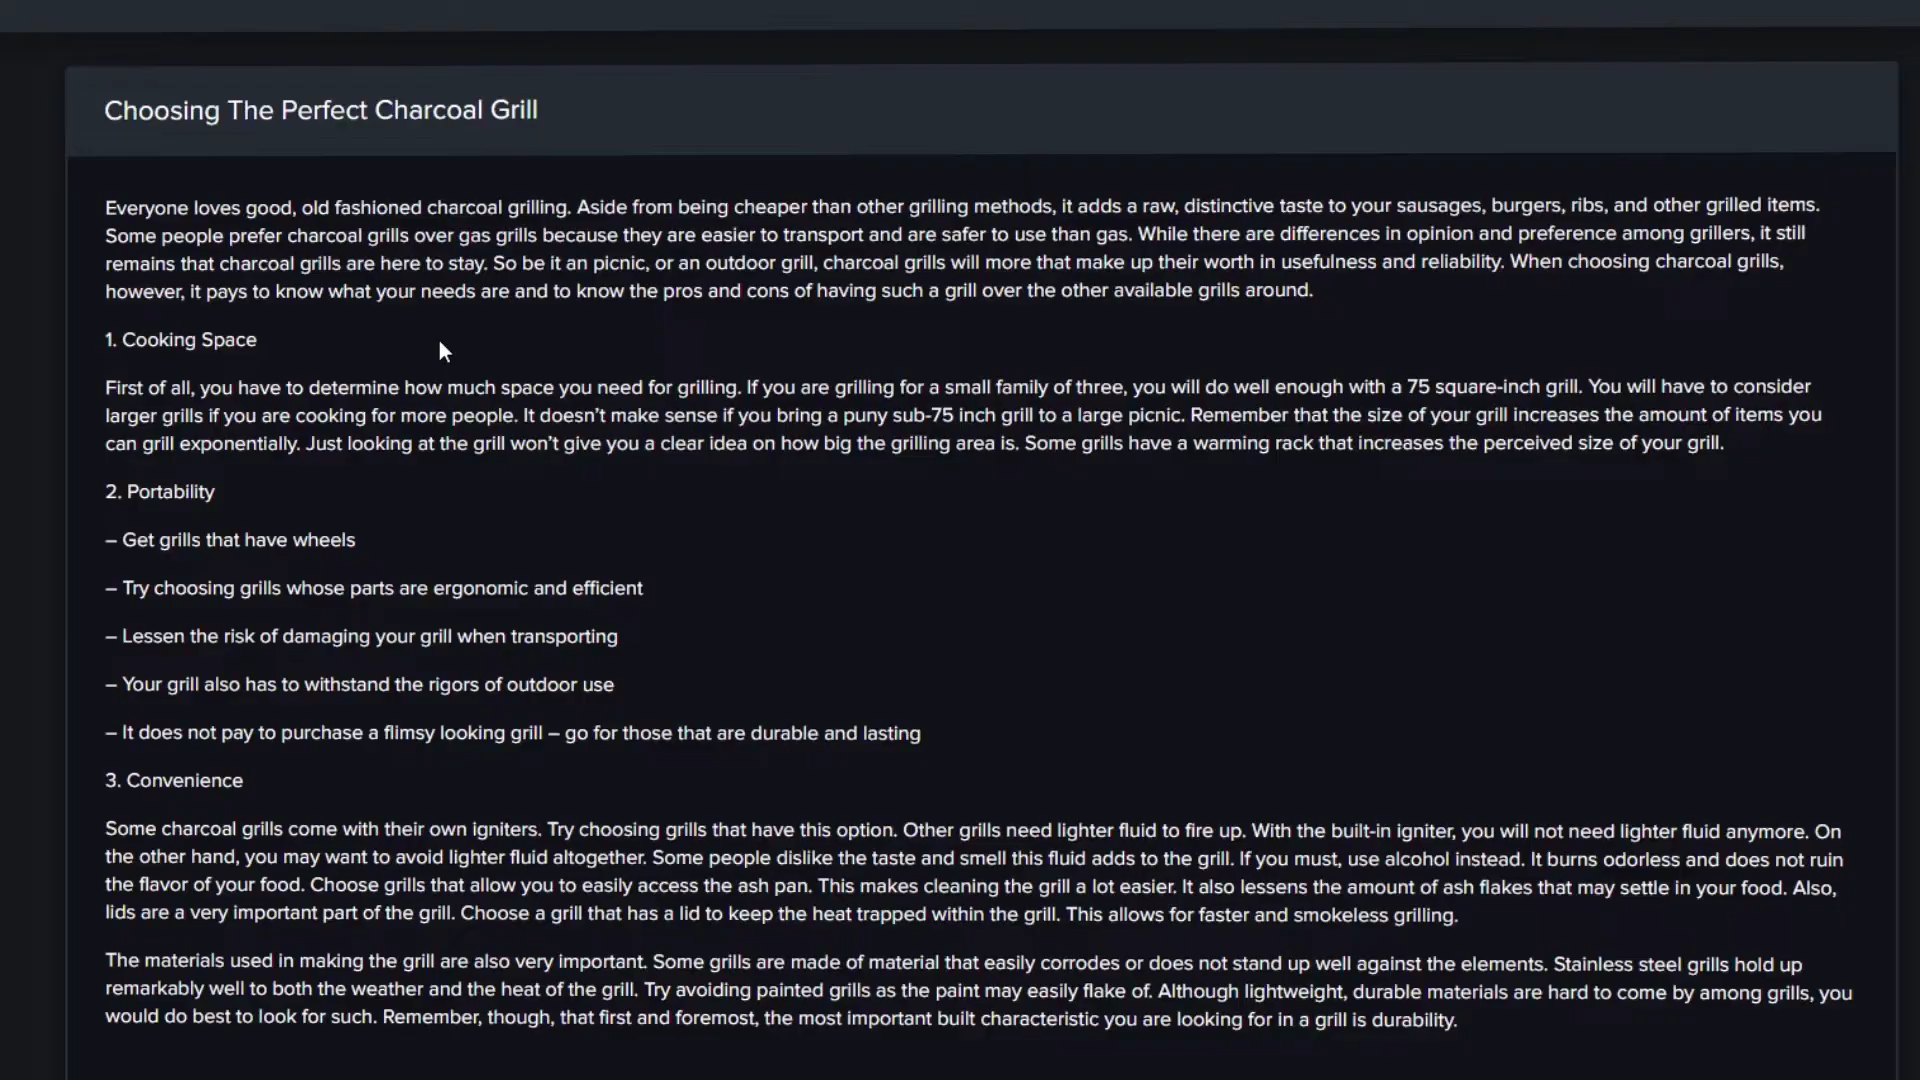 Choosing The Perfect Charcoal Grill
Everyone loves good, old fashioned charcoal grilling. Aside from being cheaper than other grilling methods, it adds a raw, distinctive taste to your sausages, burgers, ribs, and other grilled items.
Some people prefer charcoal grills over gas grills because they are easier to transport and are safer to use than gas. While there are differences in opinion and preference among grillers, it still
remains that charcoal grills are here to stay. So be it an picnic, or an outdoor grill, charcoal grills will more that make up their worth in usefulness and reliability. When choosing charcoal grills,
however, it pays to know what your needs are and to know the pros and cons of having such a grill over the other available grills around.
1. Cooking Space
First of all, you have to determine how much space you need for grilling. If you are grilling for a small family of three, you will do well enough with a 75 square-inch grill. You will have to consider
larger grills if you are cooking for more people. It doesn’t make sense if you bring a puny sub-75 inch grill to a large picnic. Remember that the size of your grill increases the amount of items you
can grill exponentially. Just looking at the grill won’t give you a clear idea on how big the grilling area is. Some grills have a warming rack that increases the perceived size of your grill.
2. Portability
– Get grills that have wheels
– Try choosing grills whose parts are ergonomic and efficient
– Lessen the risk of damaging your grill when transporting
– Your grill also has to withstand the rigors of outdoor use
– It does not pay to purchase a flimsy looking grill – go for those that are durable and lasting
3. Convenience
Some charcoal grills come with their own igniters. Try choosing grills that have this option. Other grills need lighter fluid to fire up. With the built-in igniter, you will not need lighter fluid anymore. On
the other hand, you may want to avoid lighter fluid altogether. Some people dislike the taste and smell this fluid adds to the grill. If you must, use alcohol instead. It burns odorless and does not ruin
the flavor of your food. Choose grills that allow you to easily access the ash pan. This makes cleaning the grill a lot easier. It also lessens the amount of ash flakes that may settle in your food. Also,
lids are a very important part of the grill. Choose a grill that has a lid to keep the heat trapped within the grill. This allows for faster and smokeless grilling.
The materials used in making the grill are also very important. Some grills are made of material that easily corrodes or does not stand up well against the elements. Stainless steel grills hold up
remarkably well to both the weather and the heat of the grill. Try avoiding painted grills as the paint may easily flake of. Although lightweight, durable materials are hard to come by among grills, you
would do best to look for such. Remember, though, that first and foremost, the most important built characteristic you are looking for in a grill is durability.